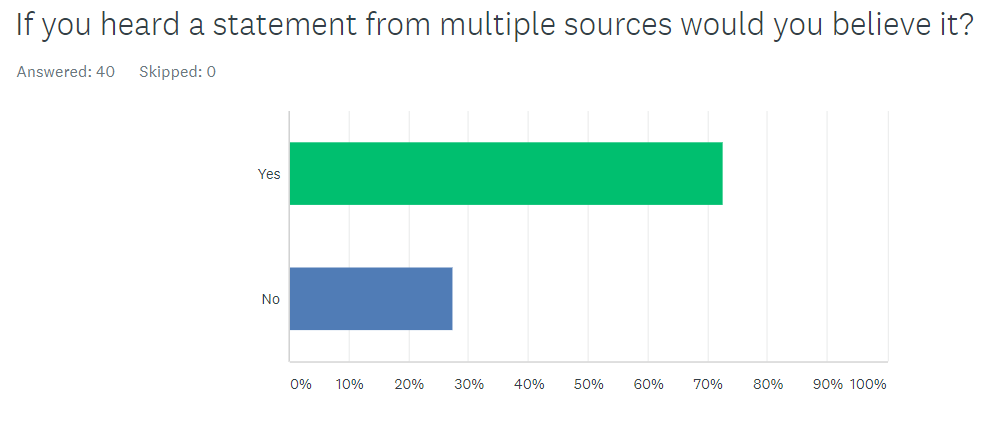 If you heard a statement from multiple sources would you believe it?
Answered: 40 Skipped: 0
Yes
No
0% 10% 20% 30% 40% 50% 60% 70% 80% 90% 100%